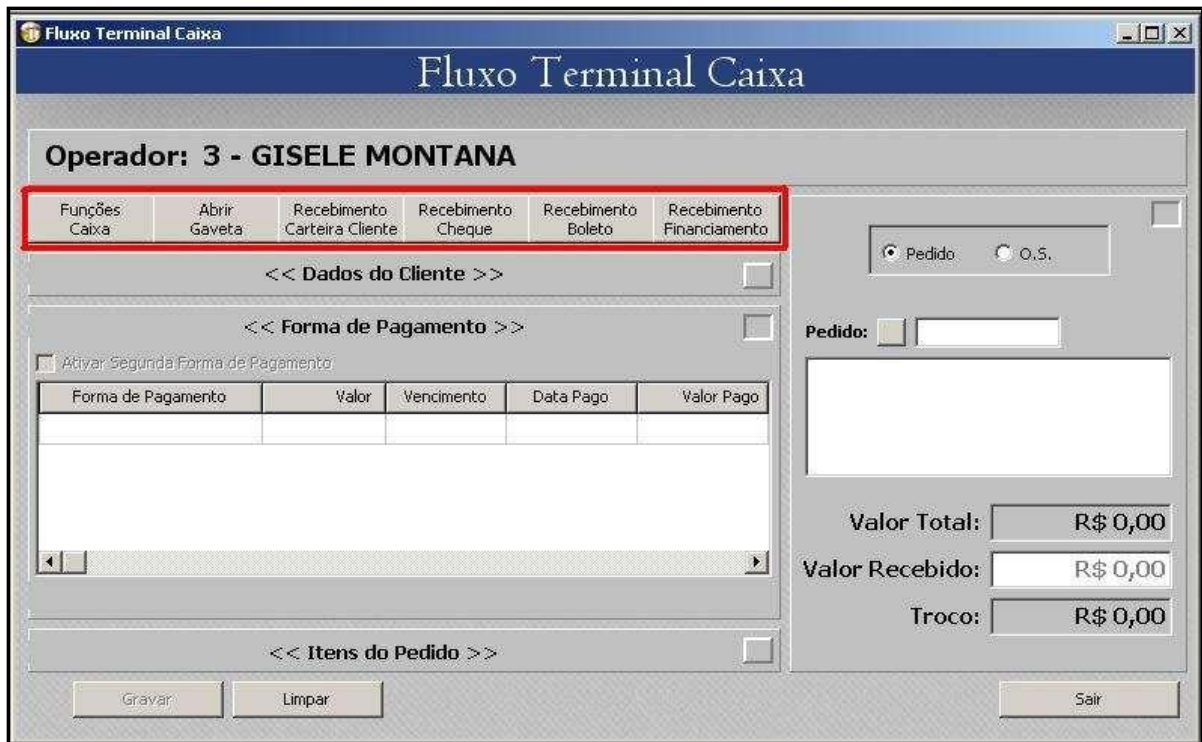 Fluxo Terminal Caixa
Fluxo Terminal Caixa
Operador: 3 - GISELE MONTANA
Funções Caixa
Abrir Gaveta
Recebimento Carteira Cliente
Recebimento Cheque
Recebimento Boleto
Recebimento Financiamento
<< Dados do Cliente >>
<< Forma de Pagamento >>
Ativar Segunda Forma de Pagamento
Forma de Pagamento Valor Vencimento Data Pago Valor Pago
<< Itens do Pedido >>
Gravar Limpar
Pedido O.S.
Pedido:
Valor Total: R$ 0,00
Valor Recebido: R$ 0,00
Troco: R$ 0,00
Sair